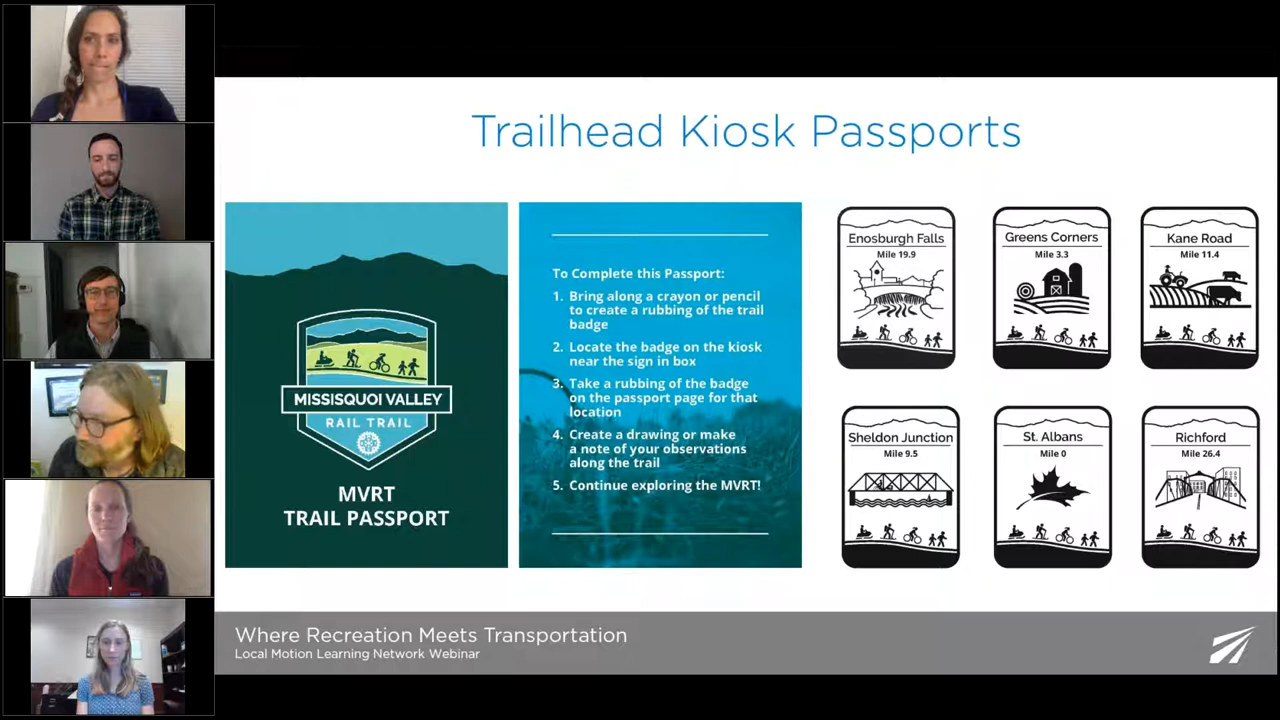 Trailhead Kiosk Passports
MISSISQUOI VALLEY
RAIL TRAIL
MVRT
TRAIL PASSPORT
To Complete this Passport:
1. Bring along a crayon or pencil
to create a rubbing of the trail
badge
2. Locate the badge on the kiosk
near the sign in box
3. Take a rubbing of the badge
on the passport page for that
location
4. Create a drawing or make
a note of your observations
along the trail
5. Continue exploring the MVRT!
Enosburgh Falls
Mile 19.9
Greens Corners
Mile 3.3
Kane Road
Mile 11.4
Sheldon Junction
Mile 9.5
St. Albans
Mile 0
Richford
Mile 26.4
Where Recreation Meets Transportation
Local Motion Learning Network Webinar